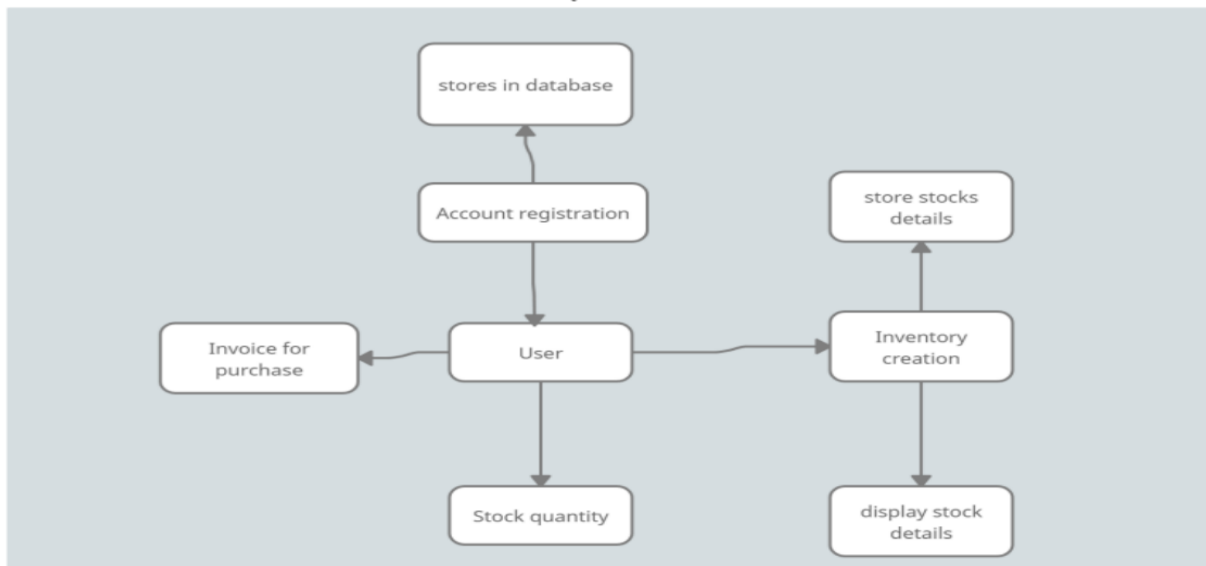 stores in database
Account registration
store stocks
details
Invoice for
purchase
User
Inventory
creation
Stock quantity
display stock
details